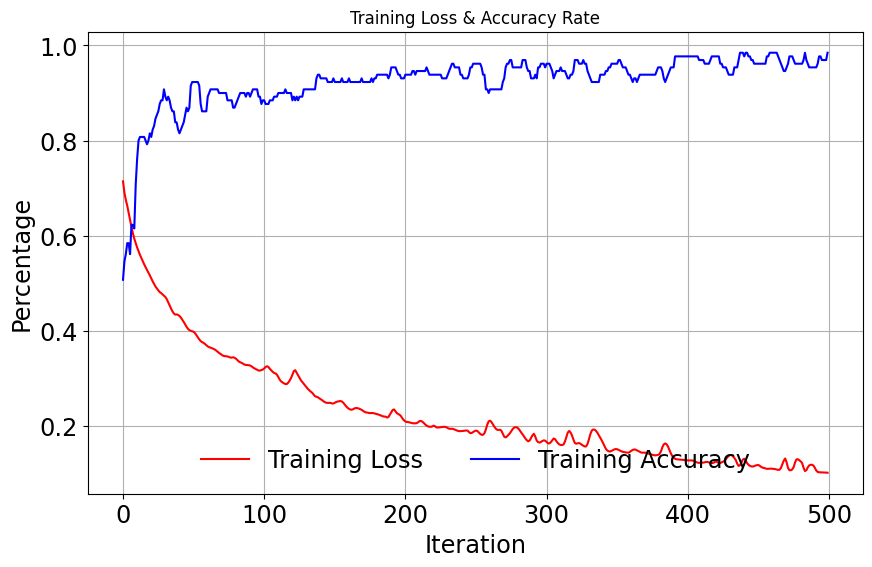 Training Loss & Accuracy Rate
1.0
0.8
0.6
0.4
0.2
Percentage
Training Loss
Training Accuracy
0
100
200
300
400
500
Iteration